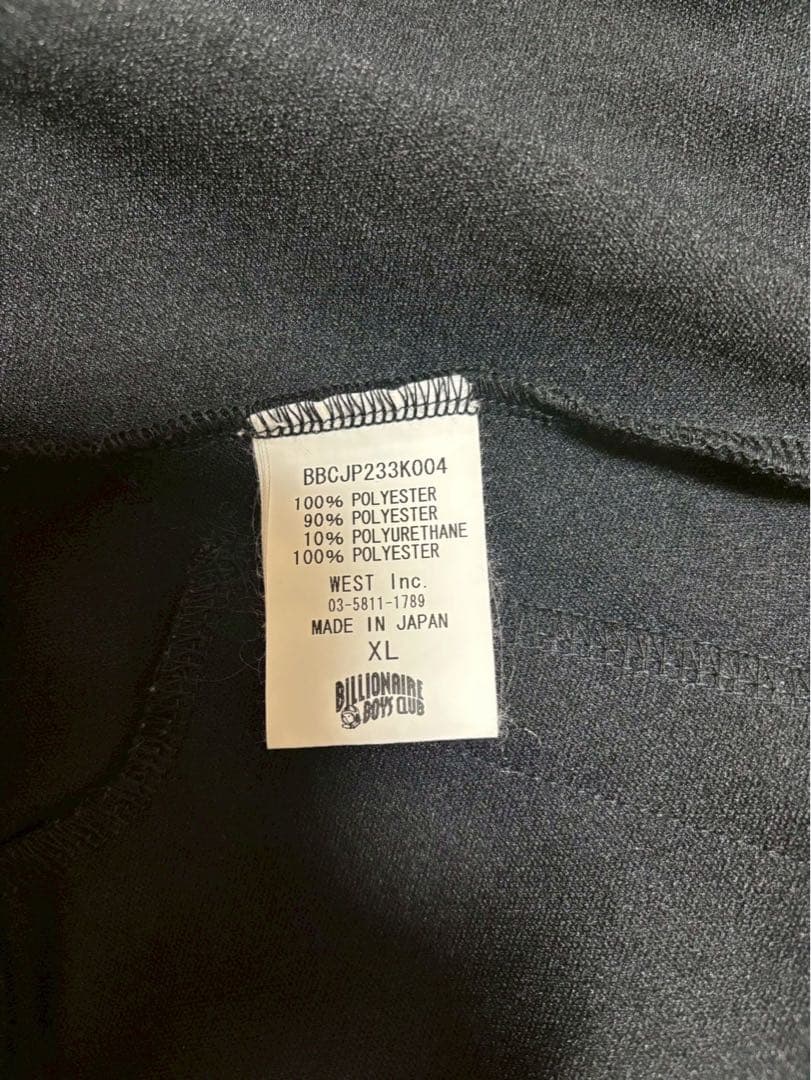 BBCJP233K004
100% POLYESTER
90% POLYESTER
10% POLYURETHANE
100% POLYESTER
WEST Inc.
03-5811-1789
MADE IN JAPAN
XL
BILLIONAIRE
BOYS CLUB